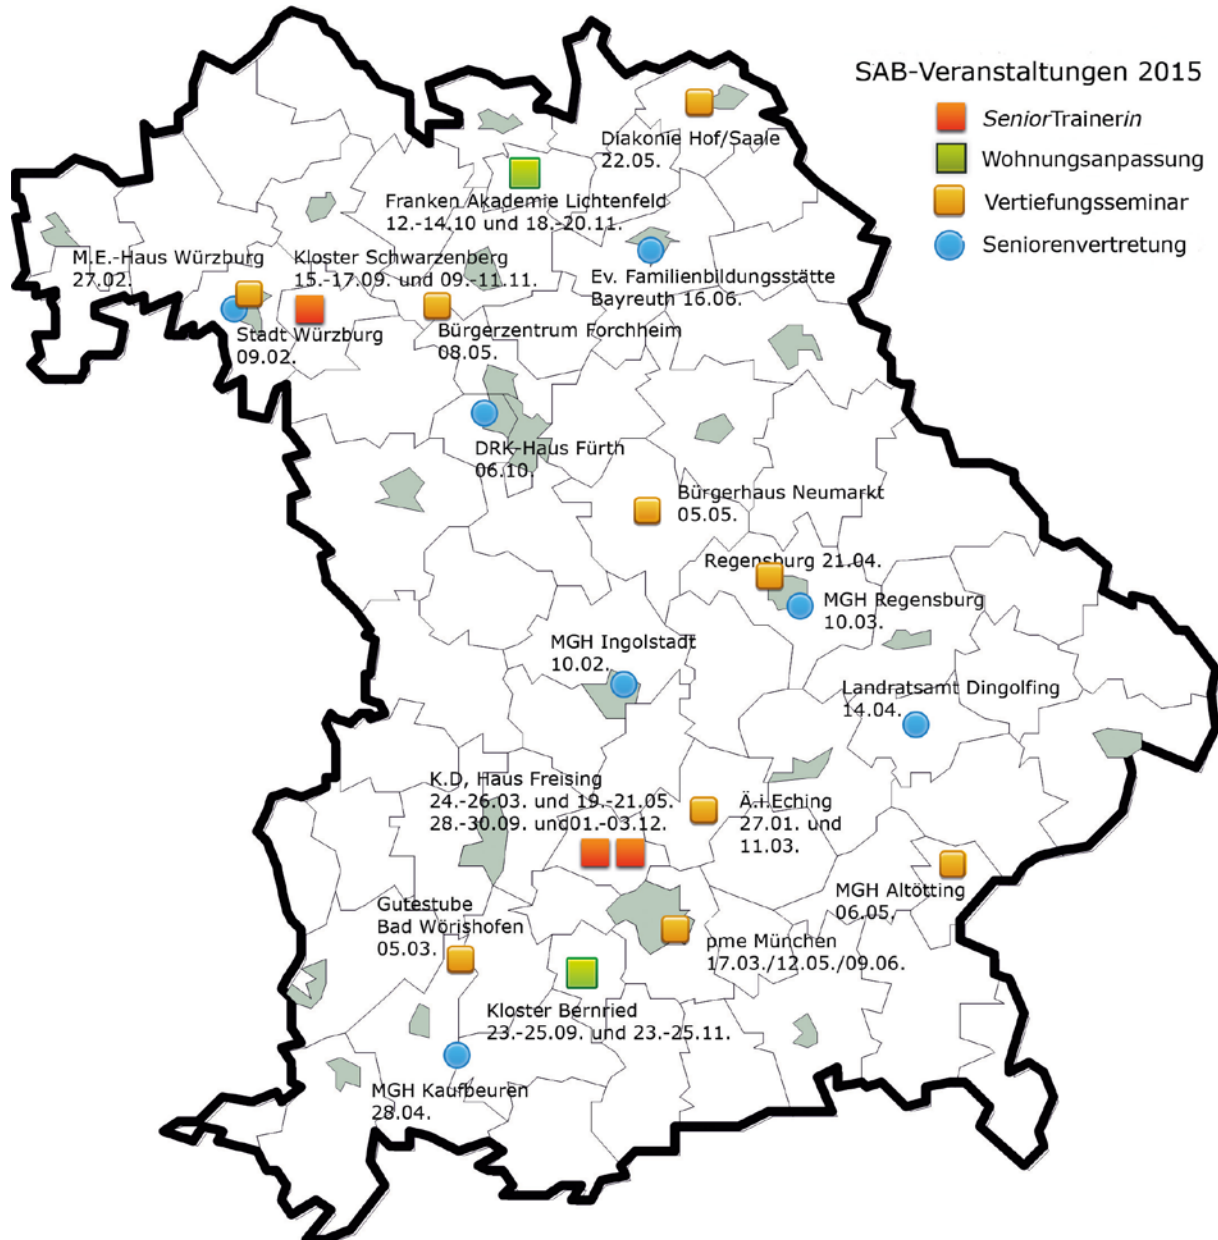 SAB-Veranstaltungen 2015
SeniorTrainerin
Wohnungsanpassung
Vertiefungsseminar
Seniorenvertretung
Diakonie Hof/Saale
22.05.
Franken Akademie Lichtenfeld
12.-14.10 und 18.-20.11.
M.E.-Haus Würzburg
27.02.
Kloster Schwarzenberg
15.-17.09. und 09.-11.11.
Ev. Familienbildungsstätte
Bayreuth 16.06.
Stadt Würzburg
09.02.
Bürgerzentrum Forchheim
08.05.
DRK-Haus Fürth
06.10.
Bürgerhaus Neumarkt
05.05.
Regensburg 21.04.
MGH Regensburg
10.03.
MGH Ingolstadt
10.02.
Landratsamt Dingolfing
14.04.
K.D, Haus Freising
24.-26.03. und 19.-21.05.
28.-30.09. und01.-03.12.
Ä.i.Eching
27.01. und
11.03.
MGH Altötting
06.05.
Gutestube
Bad Wörishofen
05.03.
pme München
17.03./12.05./09.06.
Kloster Bernried
23.-25.09. und 23.-25.11.
MGH Kaufbeuren
28.04.